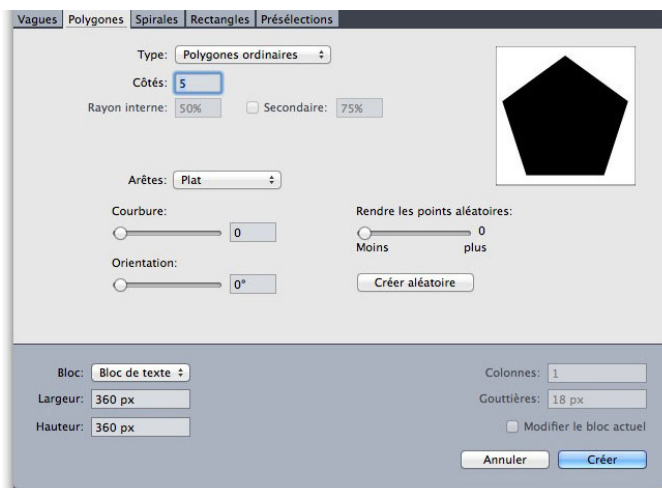 Vagues Polygones Spirales Rectangles Présélections
Type: Polygones ordinaires
Côtés: 5
Rayon interne: 50% Secondaire: 75%
Arêtes: Plat
Courbure:
0
Orientation:
0°
Rendre les points aléatoires:
0
Moins plus
Créer aléatoire
Bloc: Bloc de texte
Largeur: 360 px
Hauteur: 360 px
Colonnes: 1
Gouttières: 18 px
Modifier le bloc actuel
Annuler Créer